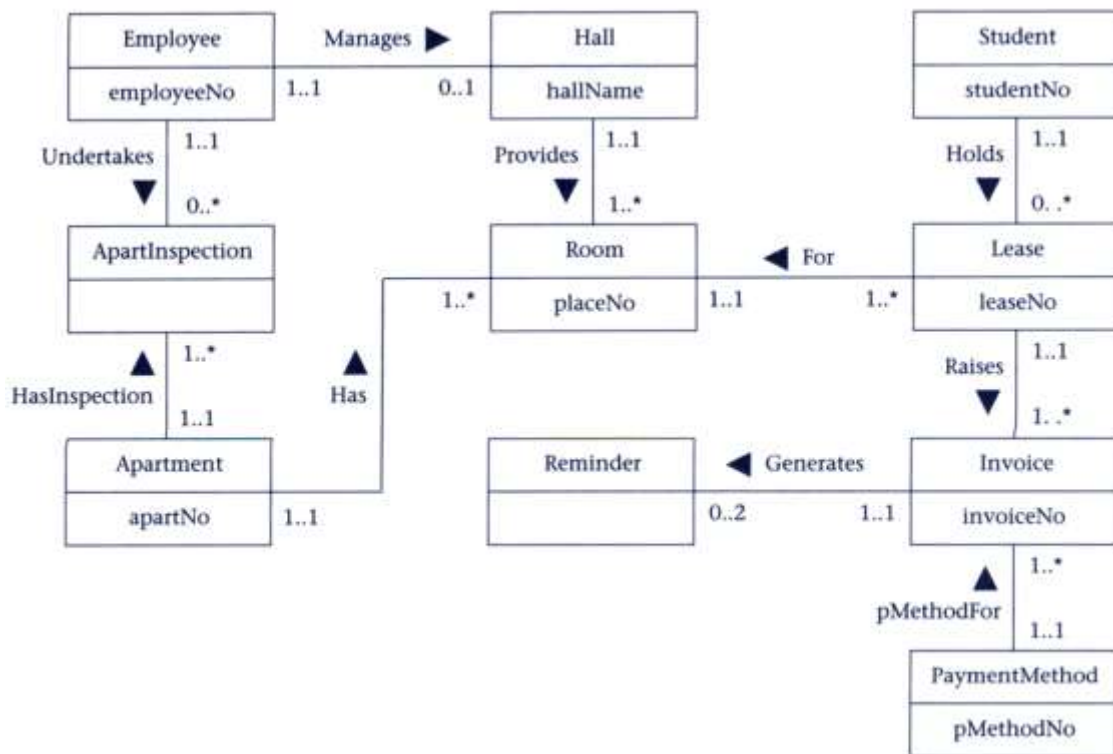 Employee
Manages
Hall
Student
employeeNo
1..1
0..1
hallName
studentNo
1..1
1..1
1..1
Undertakes
Provides
Holds
0..*
1..*
0. .*
ApartInspection
Room
For
Lease
1..*
placeNo
1..1
1..*
leaseNo
1..*
1..1
HasInspection
Has
Raises
1..1
1. .*
Apartment
Reminder
Generates
Invoice
apartNo
1..1
0..2
1..1
invoiceNo
1..*
pMethodFor
1..1
PaymentMethod
pMethodNo